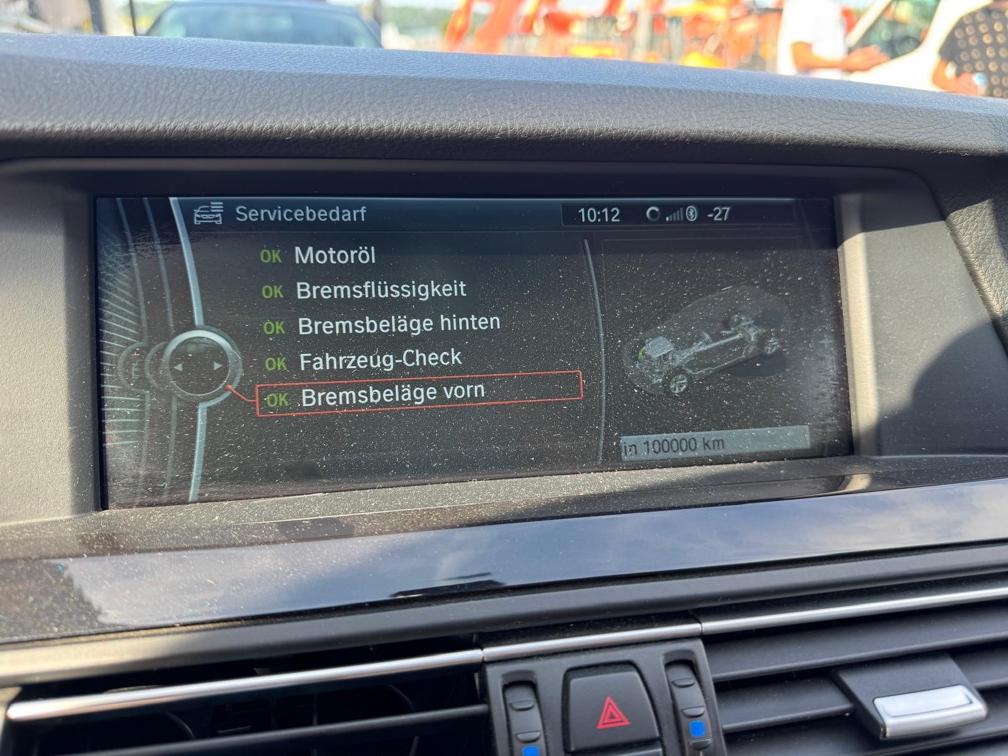 Servicebedarf
10:12 -27
OK Motoröl
OK Bremsflüssigkeit
OK Bremsbeläge hinten
OK Fahrzeug-Check
OK Bremsbeläge vorn
in 100000 km